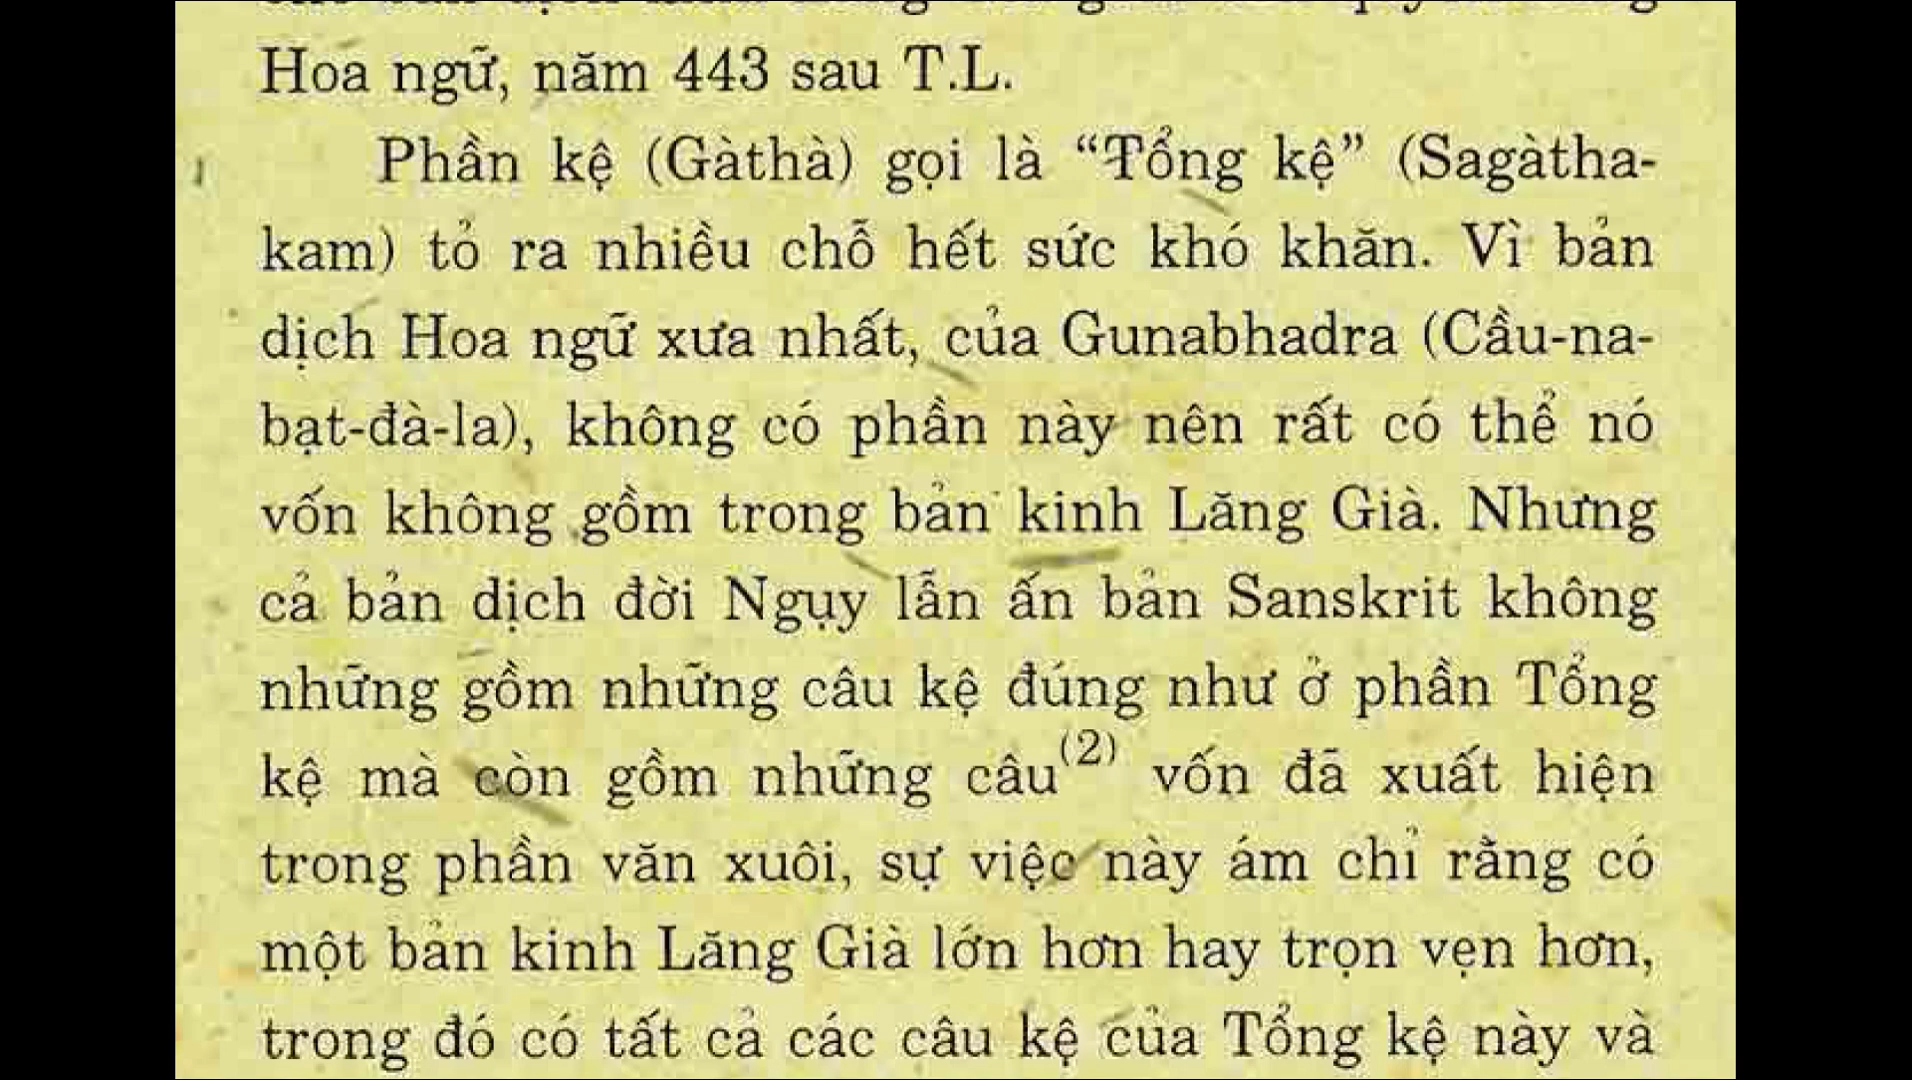 Hoa ngữ, năm 443 sau T.L.
Phần kệ (Gàthà) gọi là “Tổng kệ” (Sagàtha-
kam) tỏ ra nhiều chỗ hết sức khó khăn. Vì bản
dịch Hoa ngữ xưa nhất, của Gunabhadra (Cầu-na-
bạt-đà-la), không có phần này nên rất có thể nó
vốn không gồm trong bản kinh Lăng Già. Nhưng
cả bản dịch đời Ngụy lẫn ấn bản Sanskrit không
những gồm những câu kệ đúng như ở phần Tổng
kệ mà còn gồm những câu(2) vốn đã xuất hiện
trong phần văn xuôi, sự việc này ám chỉ rằng có
một bản kinh Lăng Già lớn hơn hay trọn vẹn hơn,
trong đó có tất cả các câu kệ của Tổng kệ này và